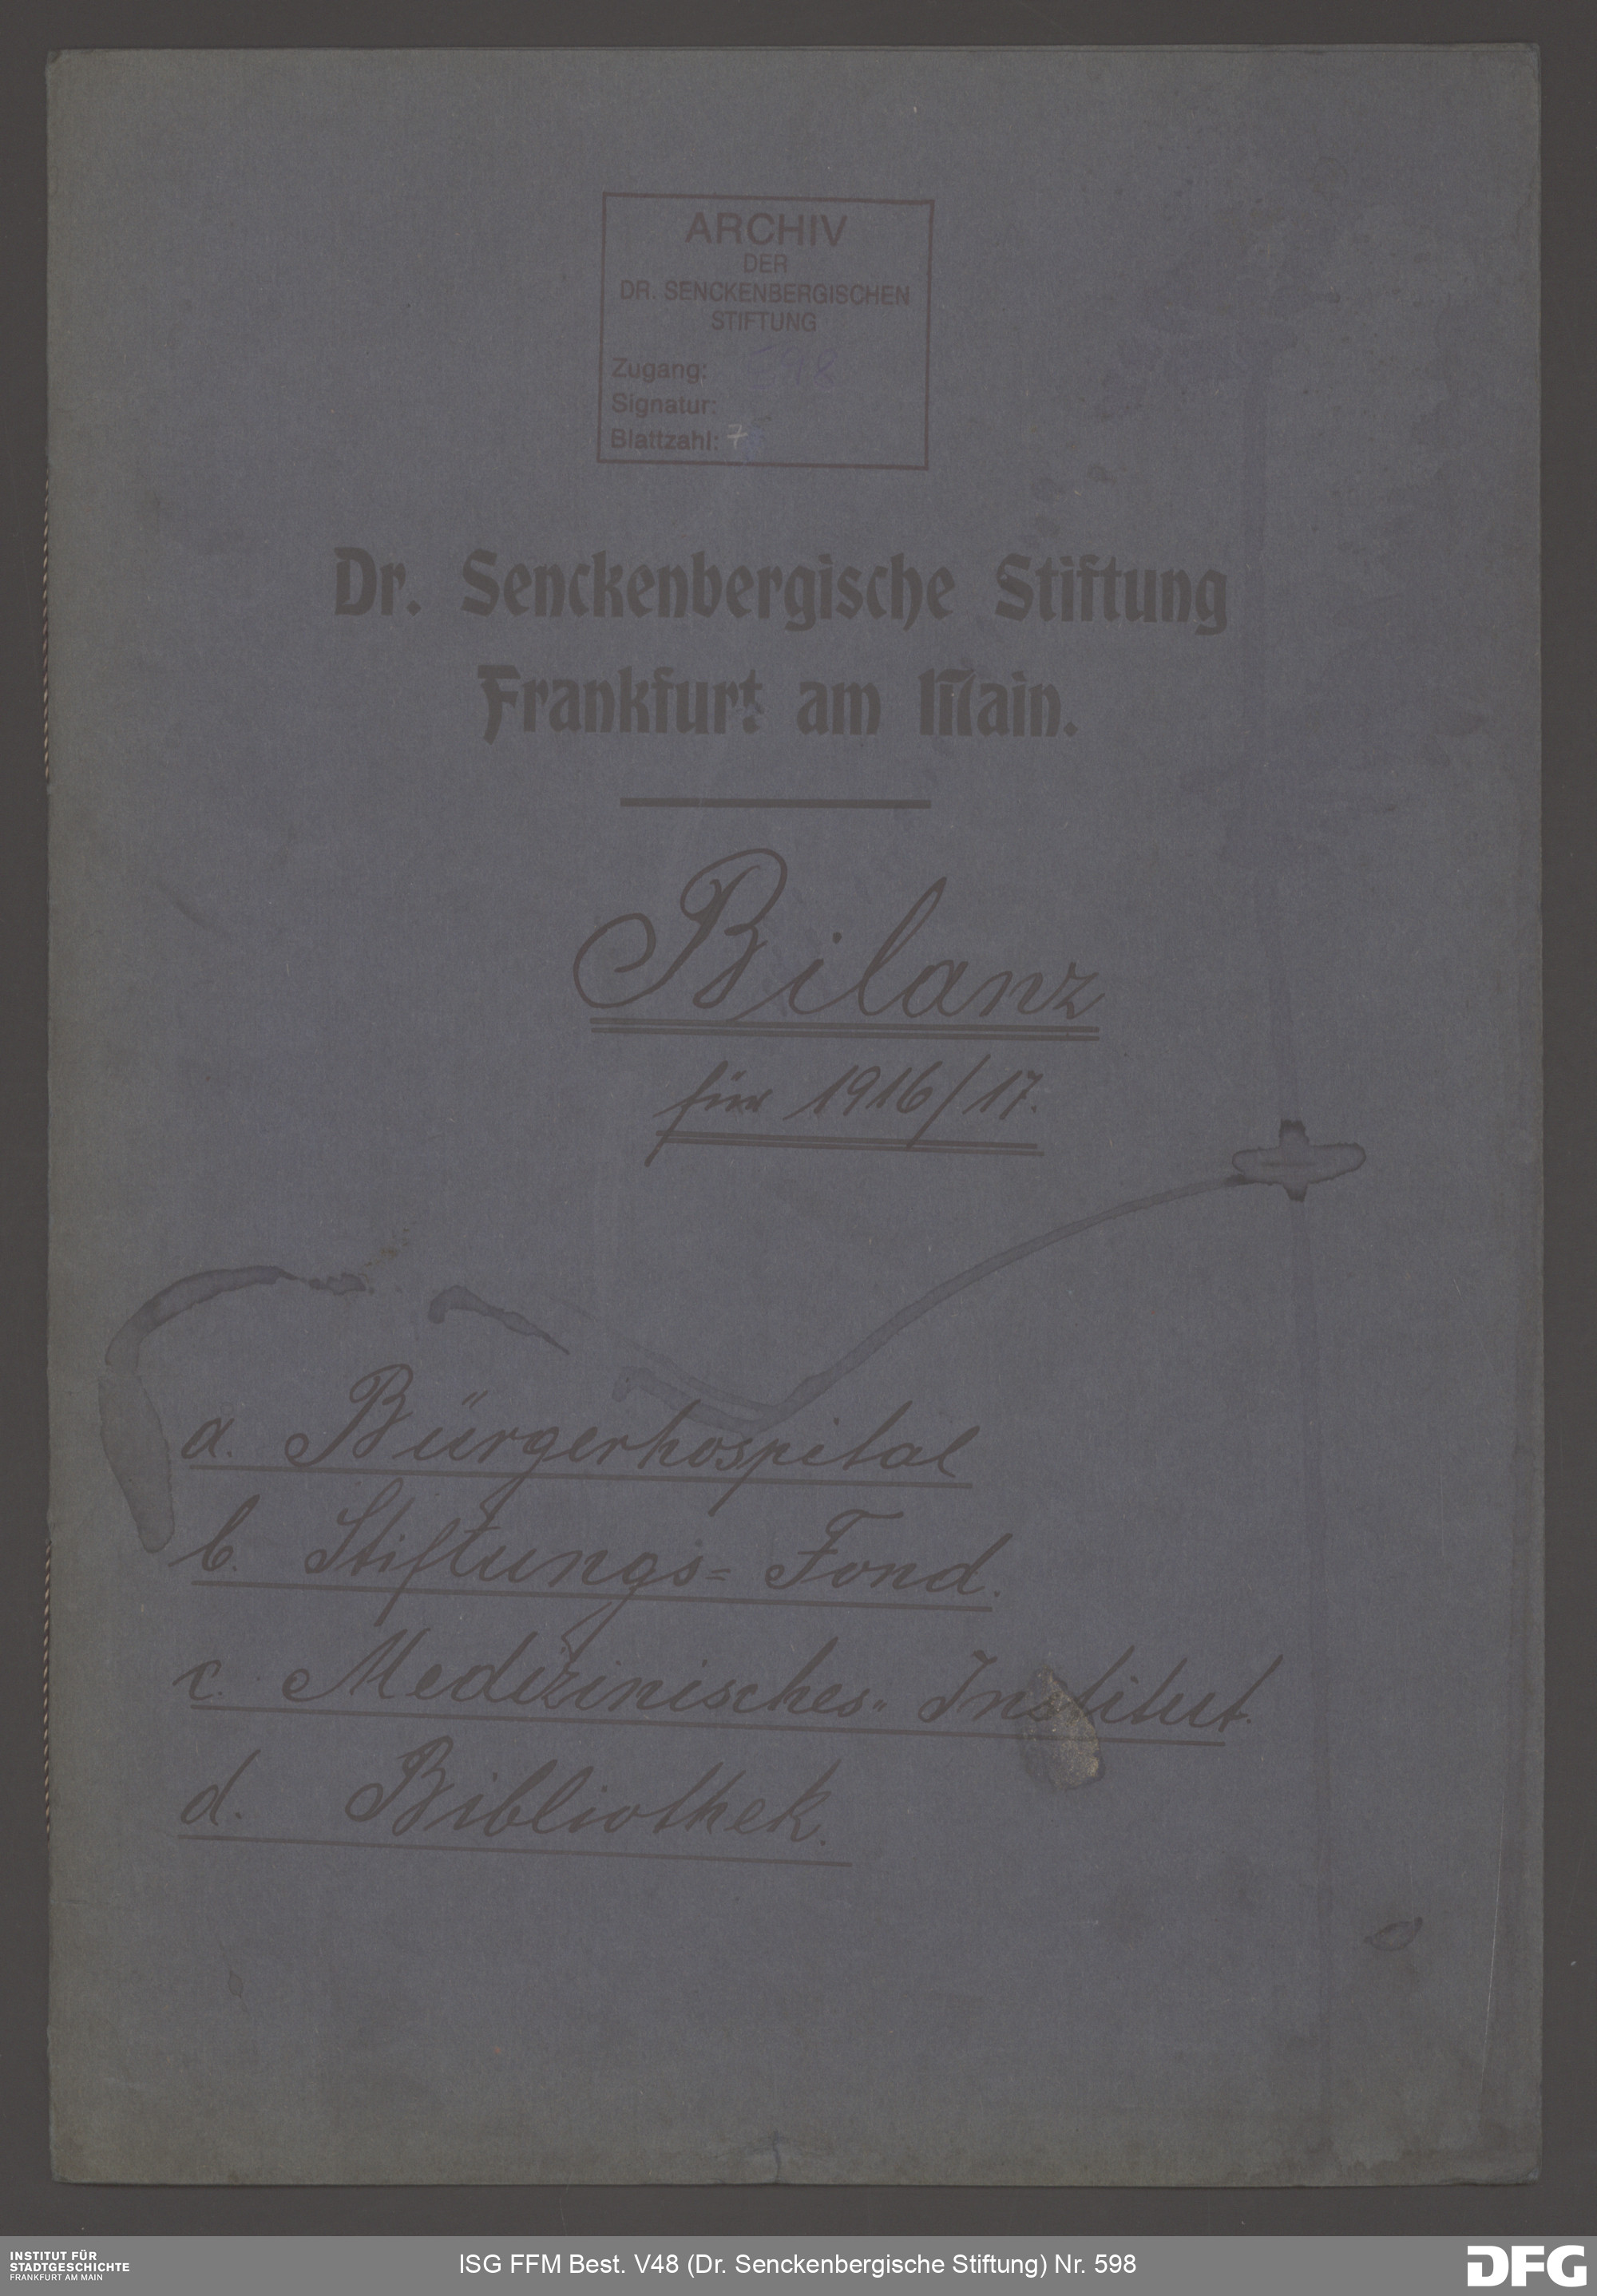 ARCHIV
DER
DR. SENCKENBERGISCHEN
STIFTUNG
Zugang: 598
Signatur:
Blattzahl: 7
Dr. Senckenbergische Stiftung
Frankfurt am Main.
Bilanz
für 1916/17.
a. Bürgerhospital
b. Stiftungs= Fond.
c. Medizinisches" Institut.
d. Bibliothek.
INSTITUT FÜR
STADTGESCHICHTE
FRANKFURT AM MAIN
ISG FFM Best. V48 (Dr. Senckenbergische Stiftung) Nr. 598
DFG